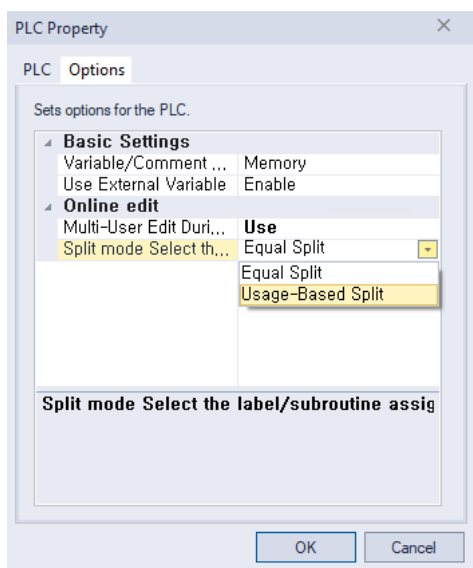 PLC Property
PLC Options
Sets options for the PLC.
Basic Settings
Variable/Comment ... Memory
Use External Variable Enable
Online edit
Multi-User Edit Duri... Use
Split mode Select th... Equal Split
Equal Split
Usage-Based Split
Split mode Select the label/subroutine assig
OK Cancel